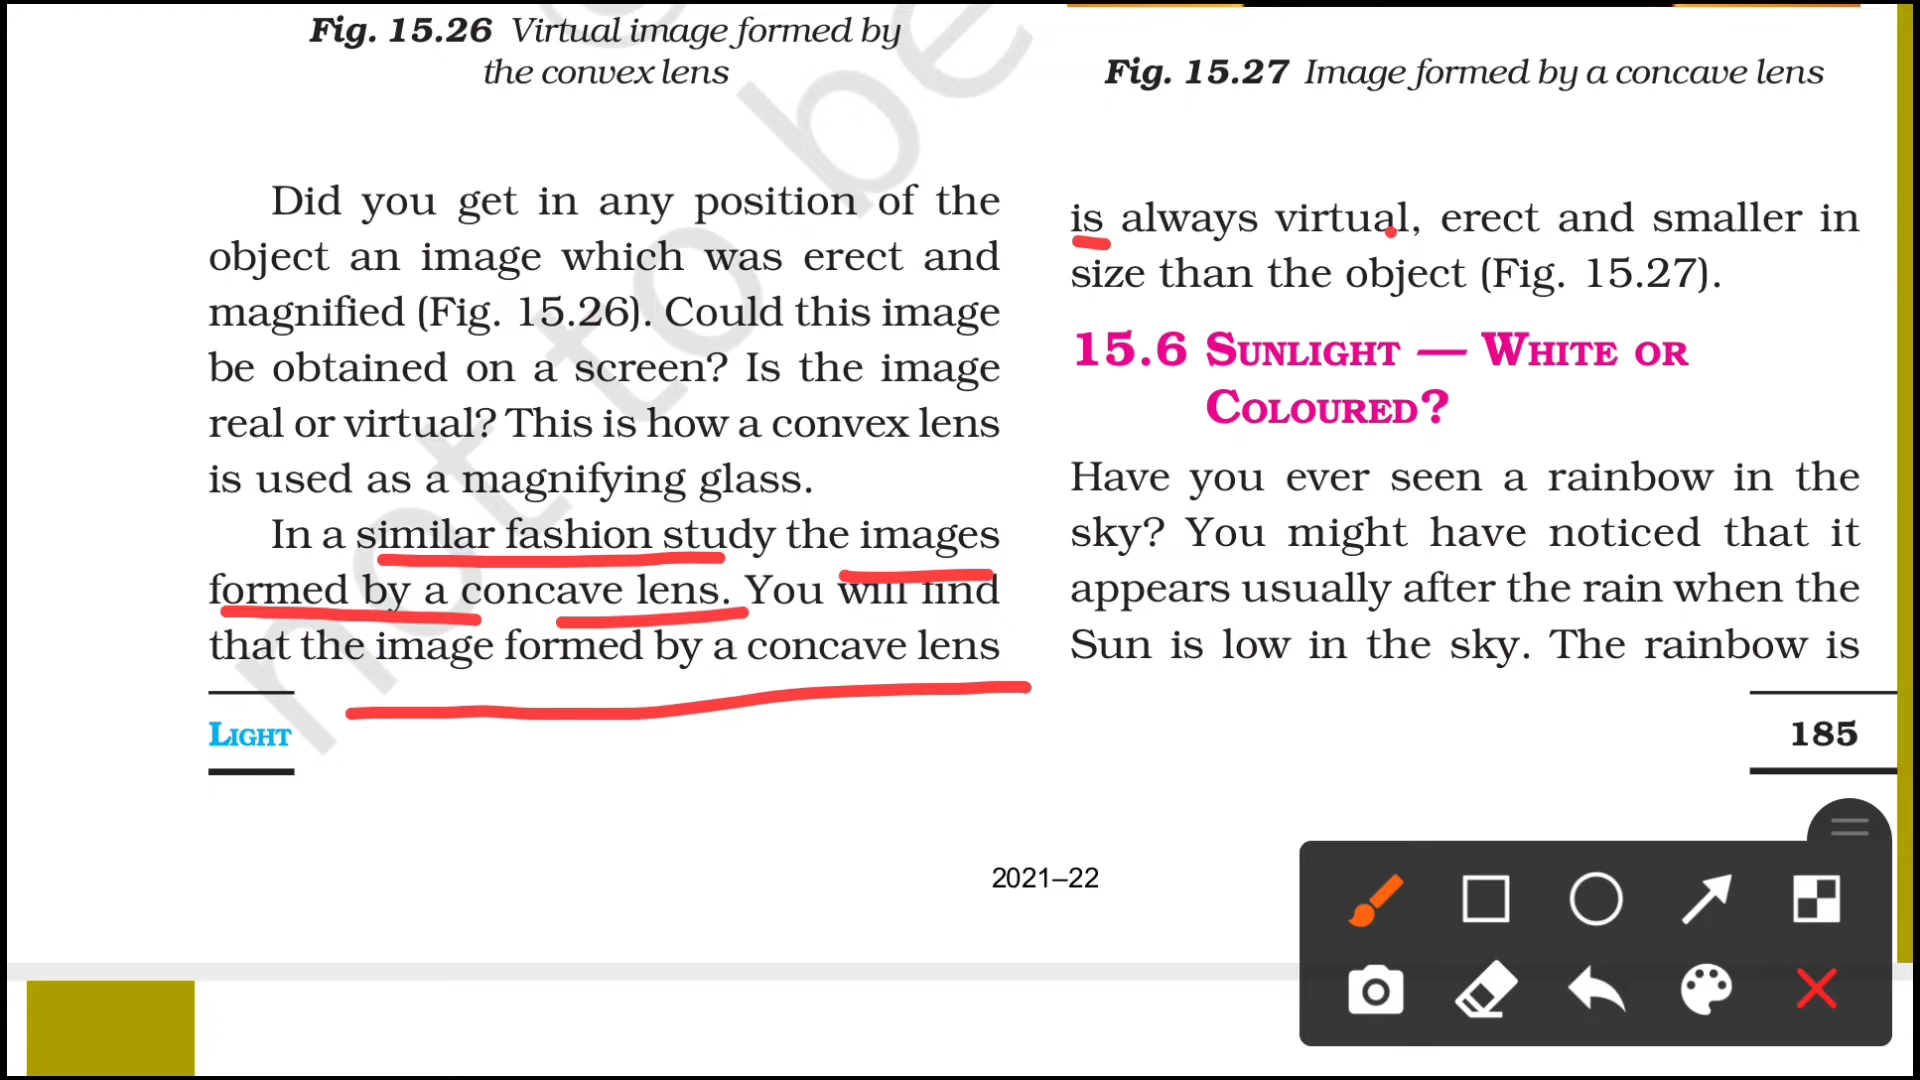 Fig. 15.26 Virtual image formed by
the convex lens
Fig. 15.27 Image formed by a concave lens
Did you get in any position of the
object an image which was erect and
magnified (Fig. 15.26). Could this image
be obtained on a screen? Is the image
real or virtual? This is how a convex lens
is used as a magnifying glass.
In a similar fashion study the images
formed by a concave lens. You will find
that the image formed by a concave lens
is always virtual, erect and smaller in
size than the object (Fig. 15.27).
15.6 SUNLIGHT — WHITE OR
COLOURED?
Have you ever seen a rainbow in the
sky? You might have noticed that it
appears usually after the rain when the
Sun is low in the sky. The rainbow is
LIGHT
185
2021–22
not to be